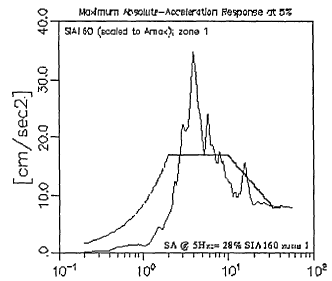 Maximum Absolute-Acceleration Response at 5%
SIA160 (scaled to Amax); zone 1
[cm/sec2]
40.0
30.0
20.0
10.0
.0
SA @ 5Hz= 28% SIA160 zone 1
10-1
100
101
102